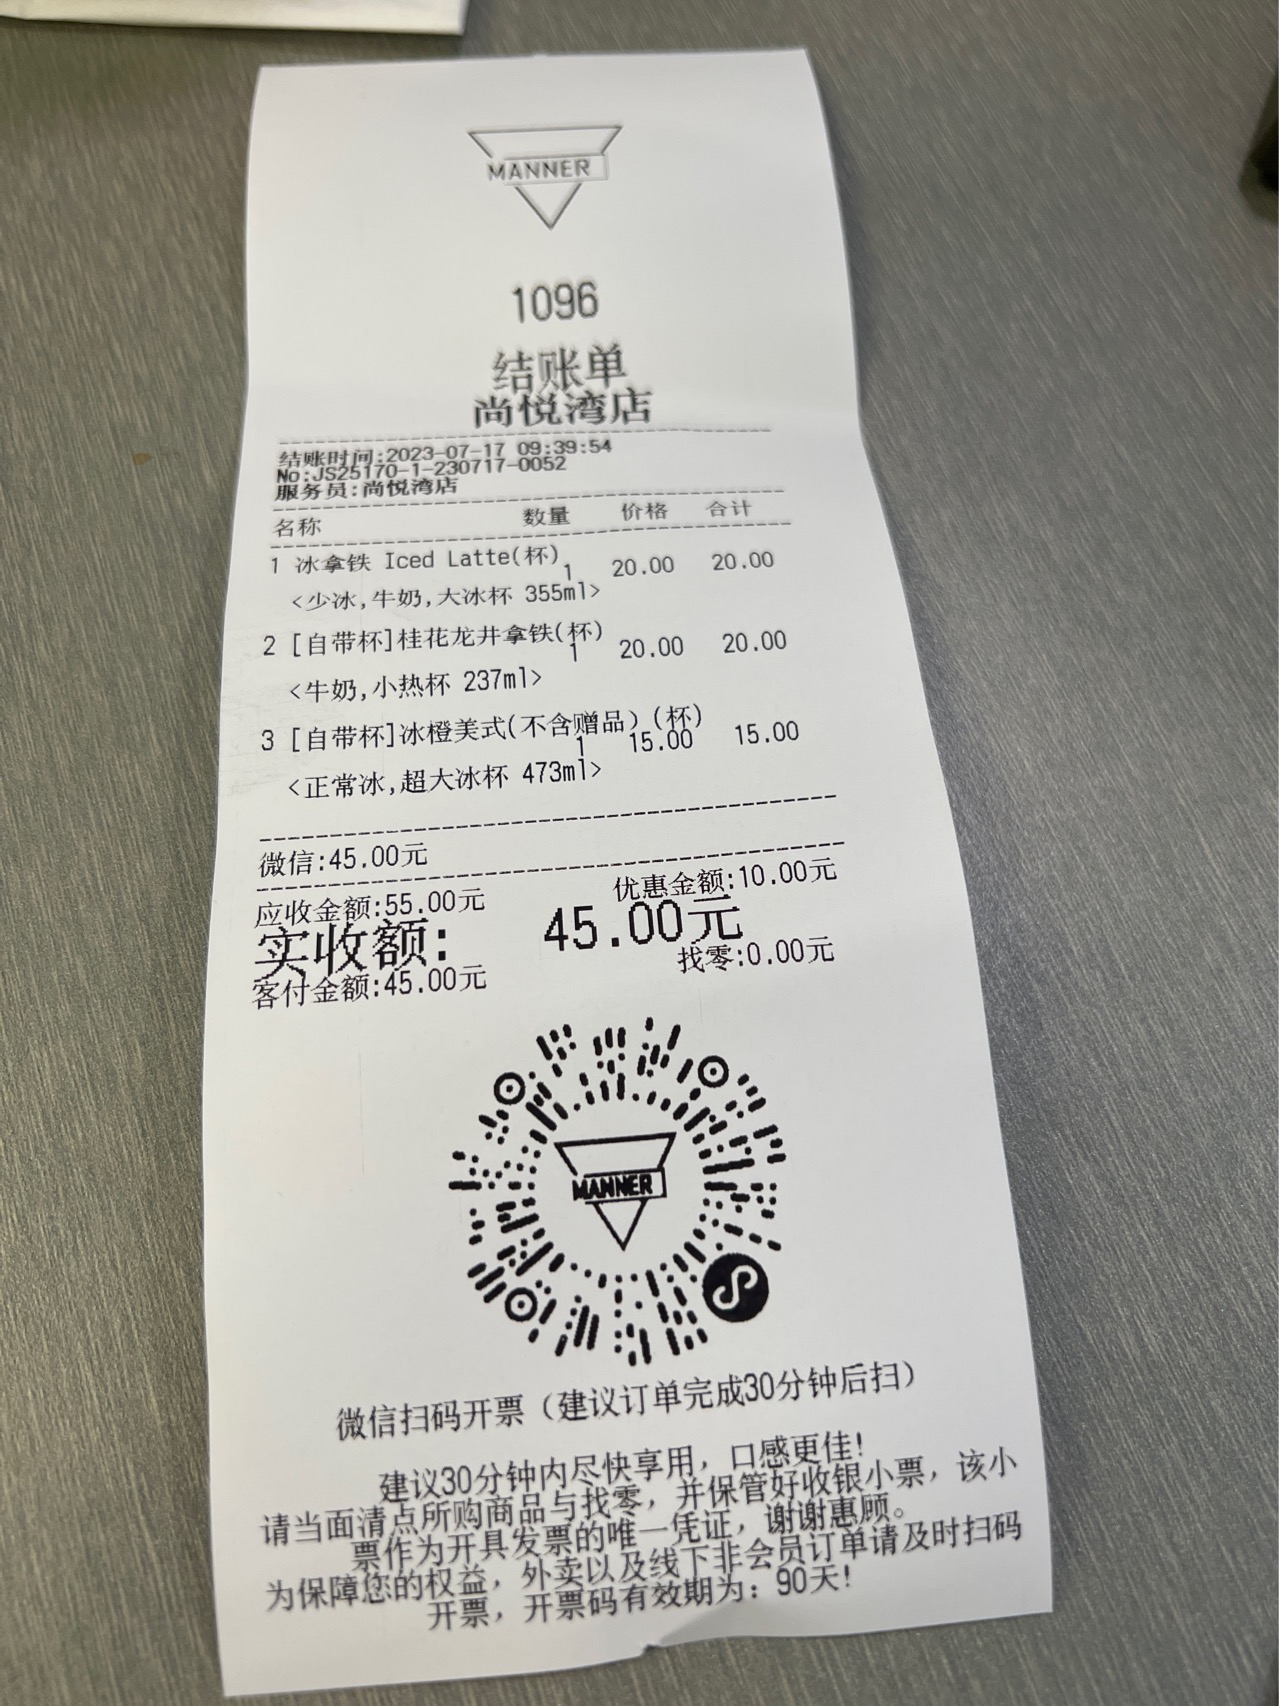 MANNER
1096
结账单
尚悦湾店
结账时间:2023-07-17 09:39:54
No:JS25170-1-230717-0052
服务员:尚悦湾店
名称 数量 价格 合计
1 冰拿铁 Iced Latte(杯)
1 20.00 20.00
<少冰,牛奶,大冰杯 355ml>
2 [自带杯]桂花龙井拿铁(杯)
1 20.00 20.00
<牛奶,小热杯 237ml>
3 [自带杯]冰橙美式(不含赠品)(杯)
1 15.00 15.00
<正常冰,超大冰杯 473ml>
微信:45.00元
应收金额:55.00元 优惠金额:10.00元
实收额: 45.00元
客付金额:45.00元 找零:0.00元
MANNER
微信扫码开票（建议订单完成30分钟后扫）
建议30分钟内尽快享用，口感更佳!
请当面清点所购商品与找零，并保管好收银小票，该小
票作为开具发票的唯一凭证，谢谢惠顾。
为保障您的权益，外卖以及线下非会员订单请及时扫码
开票，开票码有效期为：90天!